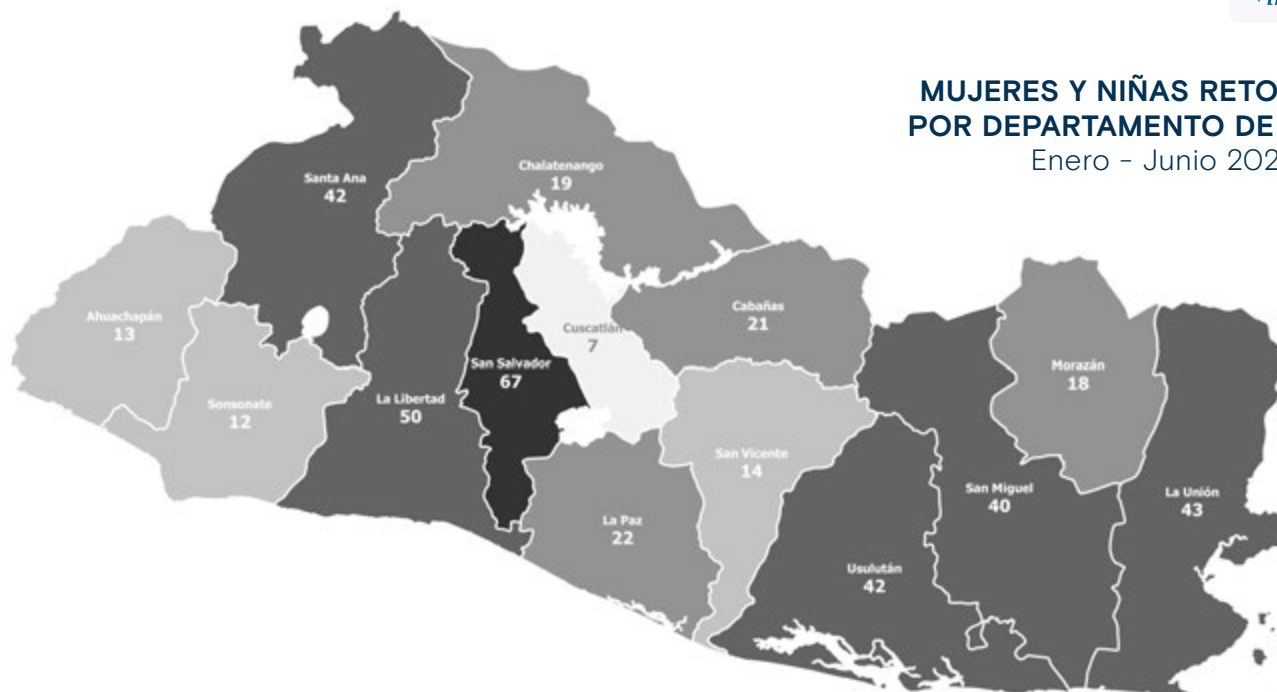 MUJERES Y NIÑAS RETO
POR DEPARTAMENTO DE
Enero - Junio 202
Chalatenango
19
Santa Ana
42
Ahuachapán
13
Sonsonate
12
La Libertad
50
San Salvador
67
Cuscatlán
7
Cabañas
21
San Vicente
14
La Paz
22
Morazán
18
San Miguel
40
La Unión
43
Usulután
42